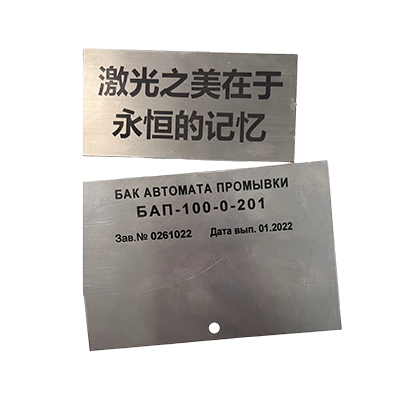 激光之美在于
永恒的记忆
БАК АВТОМАТА ПРОМЫВКИ
БАП-100-0-201
Зав.№ 0261022 Дата вып. 01.2022